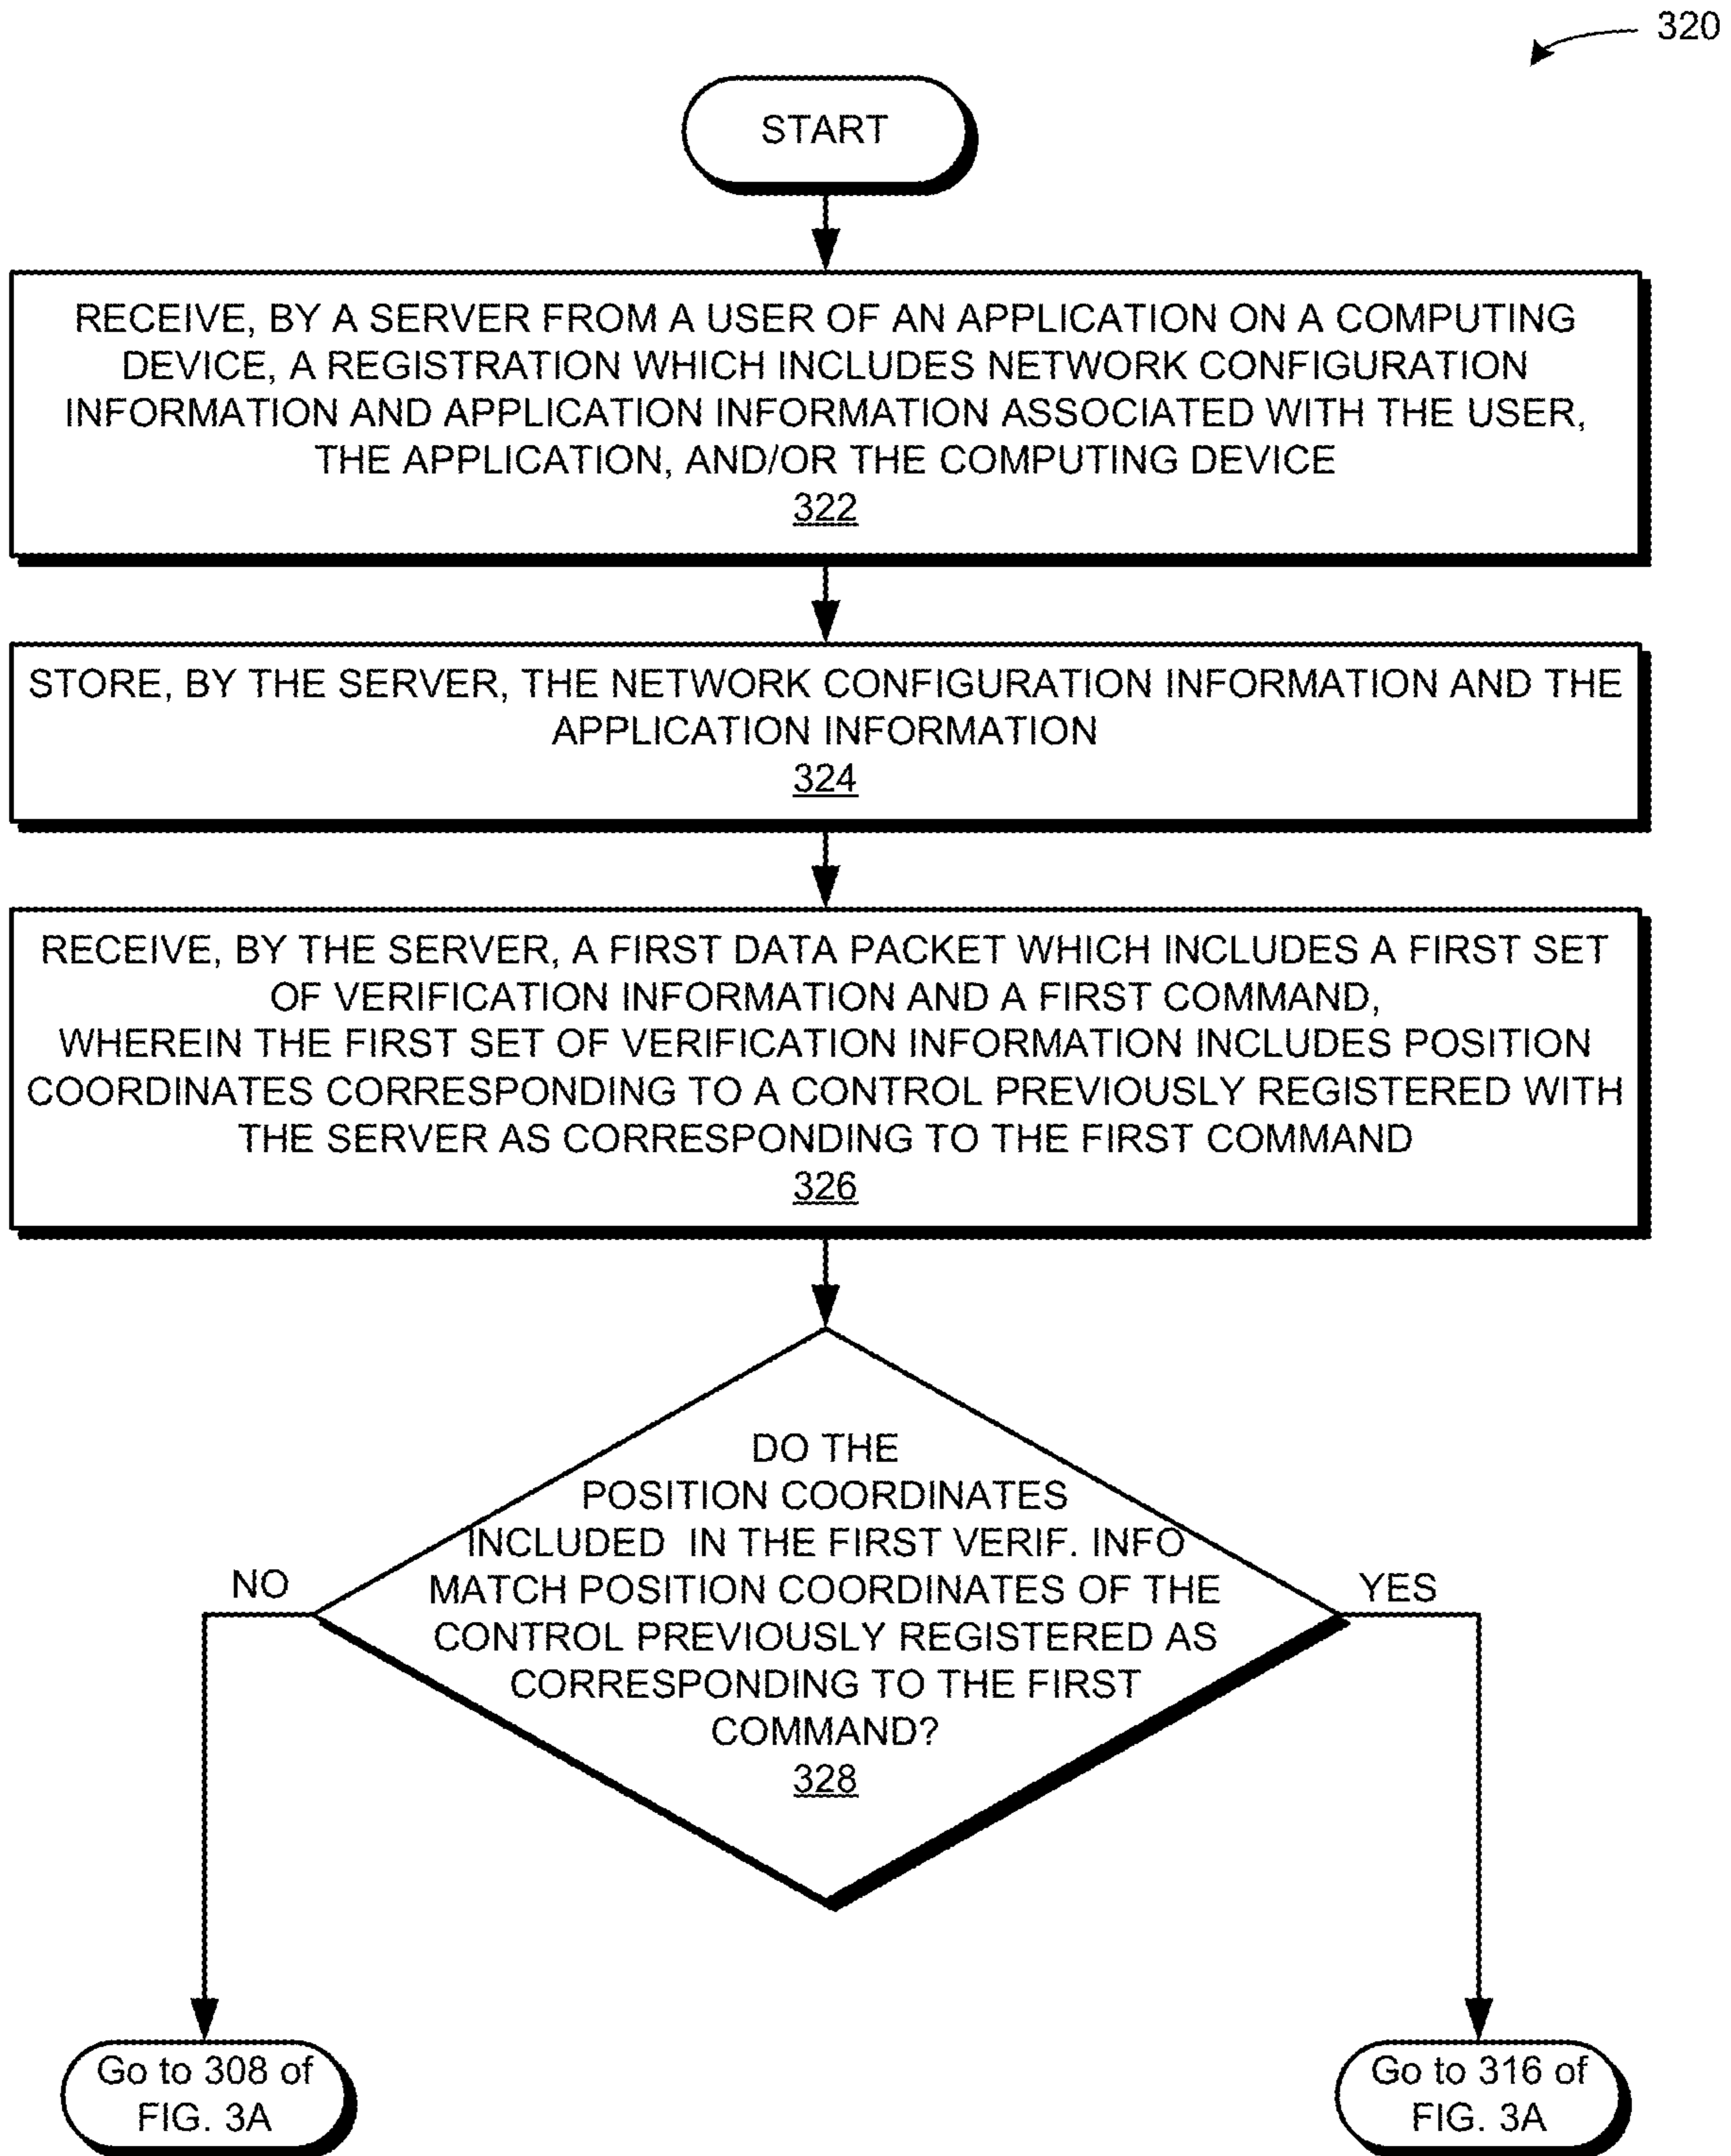 320
START
RECEIVE, BY A SERVER FROM A USER OF AN APPLICATION ON A COMPUTING
DEVICE, A REGISTRATION WHICH INCLUDES NETWORK CONFIGURATION
INFORMATION AND APPLICATION INFORMATION ASSOCIATED WITH THE USER,
THE APPLICATION, AND/OR THE COMPUTING DEVICE
322
STORE, BY THE SERVER, THE NETWORK CONFIGURATION INFORMATION AND THE
APPLICATION INFORMATION
324
RECEIVE, BY THE SERVER, A FIRST DATA PACKET WHICH INCLUDES A FIRST SET
OF VERIFICATION INFORMATION AND A FIRST COMMAND,
WHEREIN THE FIRST SET OF VERIFICATION INFORMATION INCLUDES POSITION
COORDINATES CORRESPONDING TO A CONTROL PREVIOUSLY REGISTERED WITH
THE SERVER AS CORRESPONDING TO THE FIRST COMMAND
326
DO THE
POSITION COORDINATES
INCLUDED IN THE FIRST VERIF. INFO
MATCH POSITION COORDINATES OF THE
CONTROL PREVIOUSLY REGISTERED AS
CORRESPONDING TO THE FIRST
COMMAND?
328
NO
YES
Go to 308 of
FIG. 3A
Go to 316 of
FIG. 3A